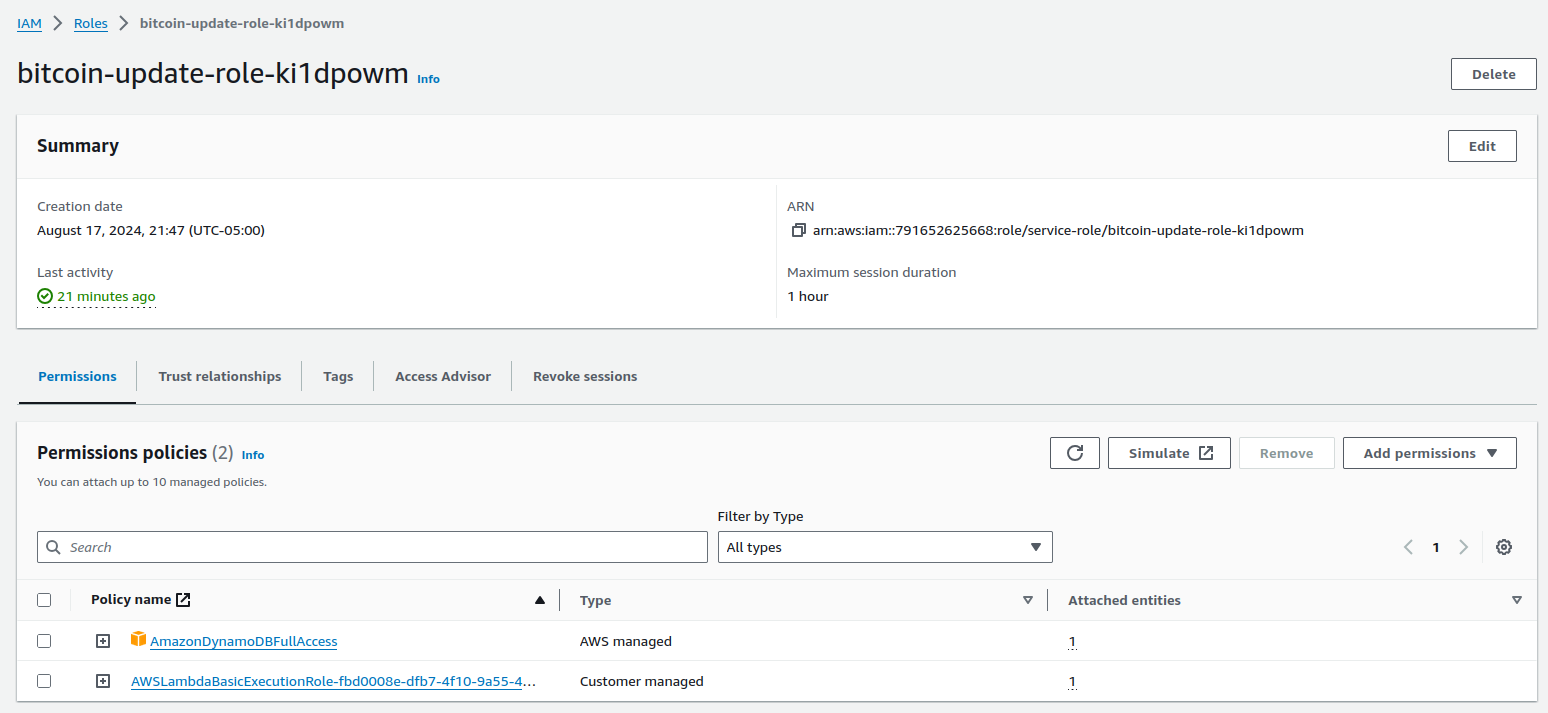 IAM > Roles > bitcoin-update-role-ki1dpowm
bitcoin-update-role-ki1dpowm Info
Delete
Summary
Edit
Creation date
August 17, 2024, 21:47 (UTC-05:00)
ARN
arn:aws:iam::791652625668:role/service-role/bitcoin-update-role-ki1dpowm
Last activity
21 minutes ago
Maximum session duration
1 hour
Permissions Trust relationships Tags Access Advisor Revoke sessions
Permissions policies (2) Info
You can attach up to 10 managed policies.
Simulate Remove Add permissions
Filter by Type
Search All types 1
Policy name Type Attached entities
AmazonDynamoDBFullAccess AWS managed 1
AWSLambdaBasicExecutionRole-fbd0008e-dfb7-4f10-9a55-4... Customer managed 1